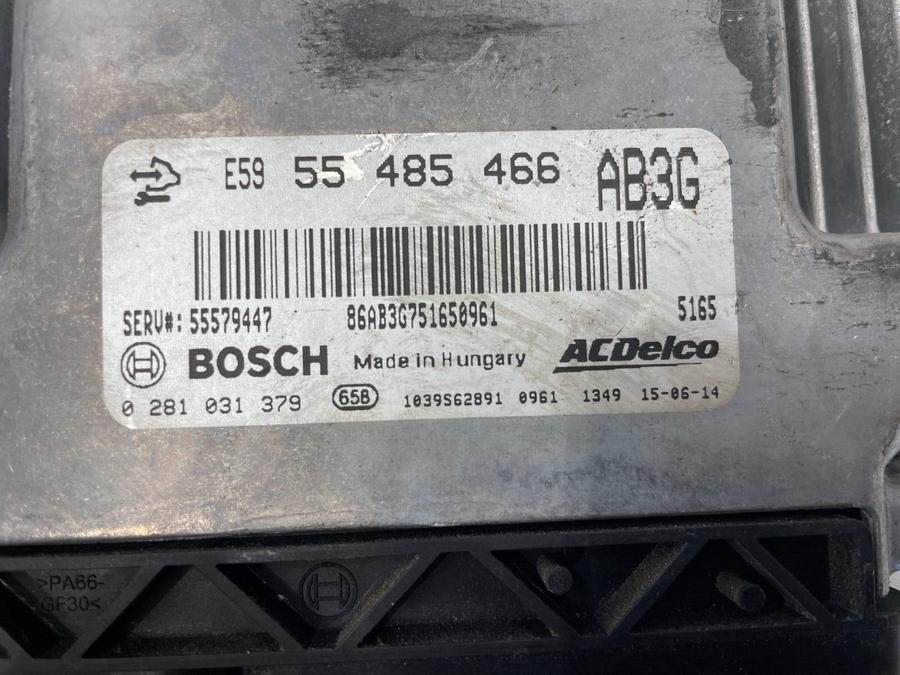 E59 55 485 466 AB3G
SERV#: 55579447 86AB3G751650961 5165
BOSCH Made in Hungary ACDelco
0 281 031 379 65B 1039S62891 0961 1349 15-06-14
>PA66-
GF30<